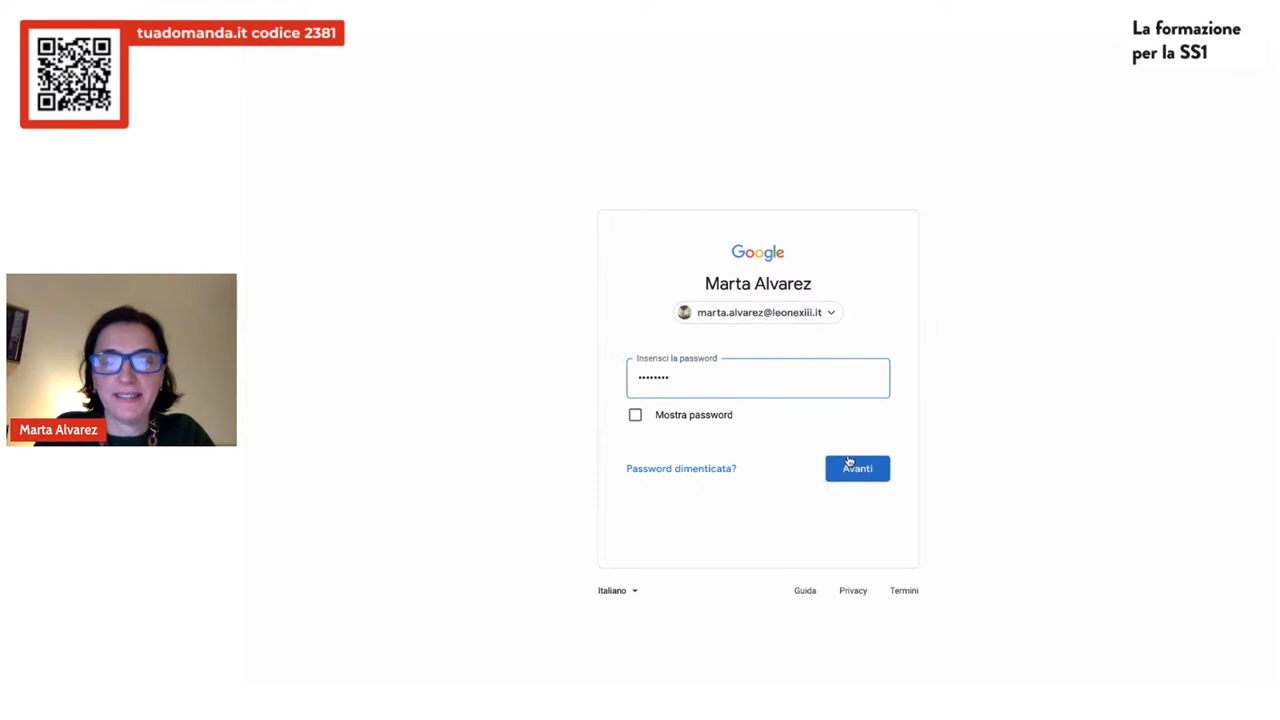 tuadomanda.it codice 2381
La formazione
per la SS1
Google
Marta Alvarez
marta.alvarez@leonexiii.it
Inserisci la password
••••••••
Mostra password
Password dimenticata?
Avanti
Marta Alvarez
Italiano
Guida
Privacy
Termini